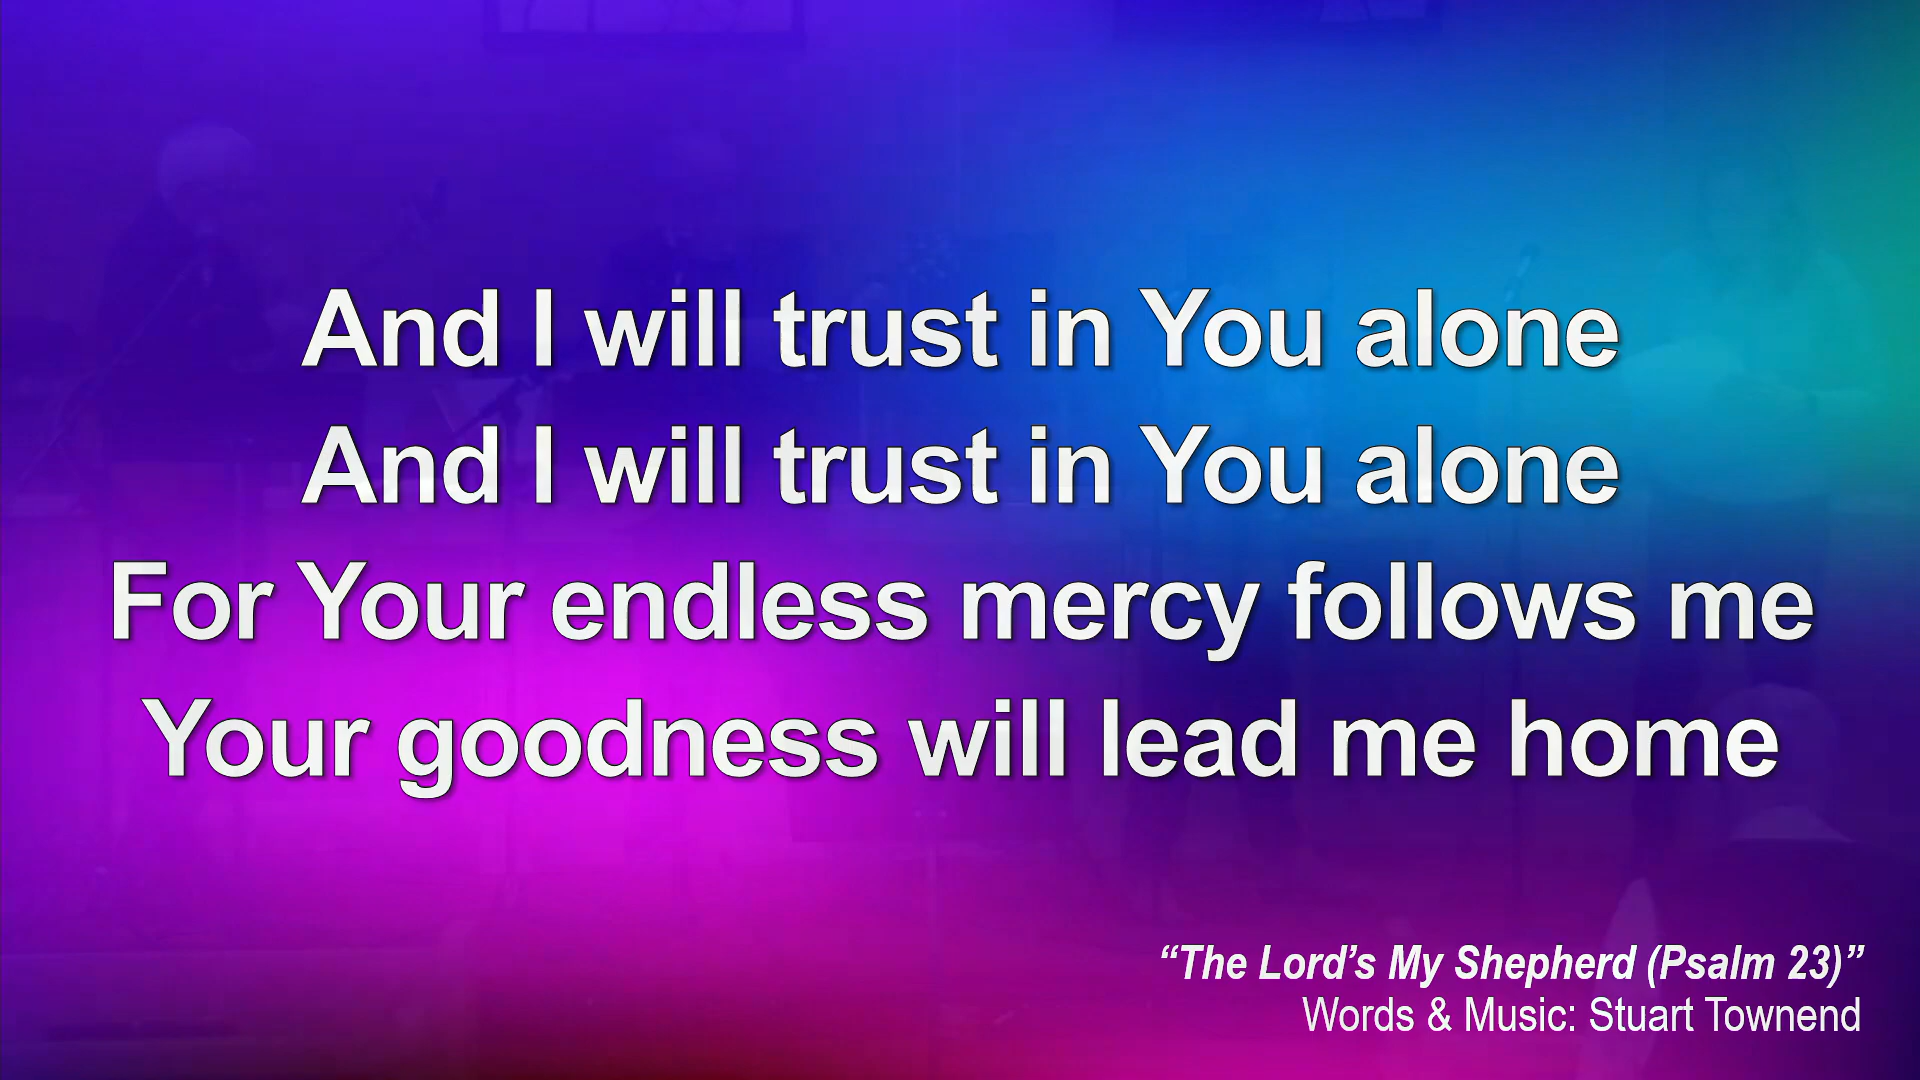 And I will trust in You alone
And I will trust in You alone
For Your endless mercy follows me
Your goodness will lead me home
“The Lord’s My Shepherd (Psalm 23)”
Words & Music: Stuart Townend